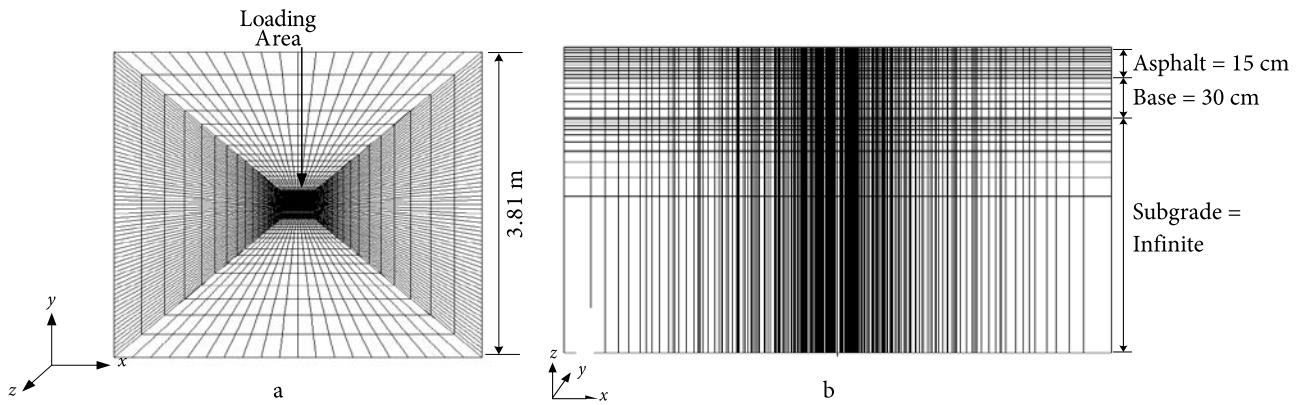 Loading
Area
3.81 m
y
x
z
a
Asphalt = 15 cm
Base = 30 cm
Subgrade =
Infinite
z
y
x
b